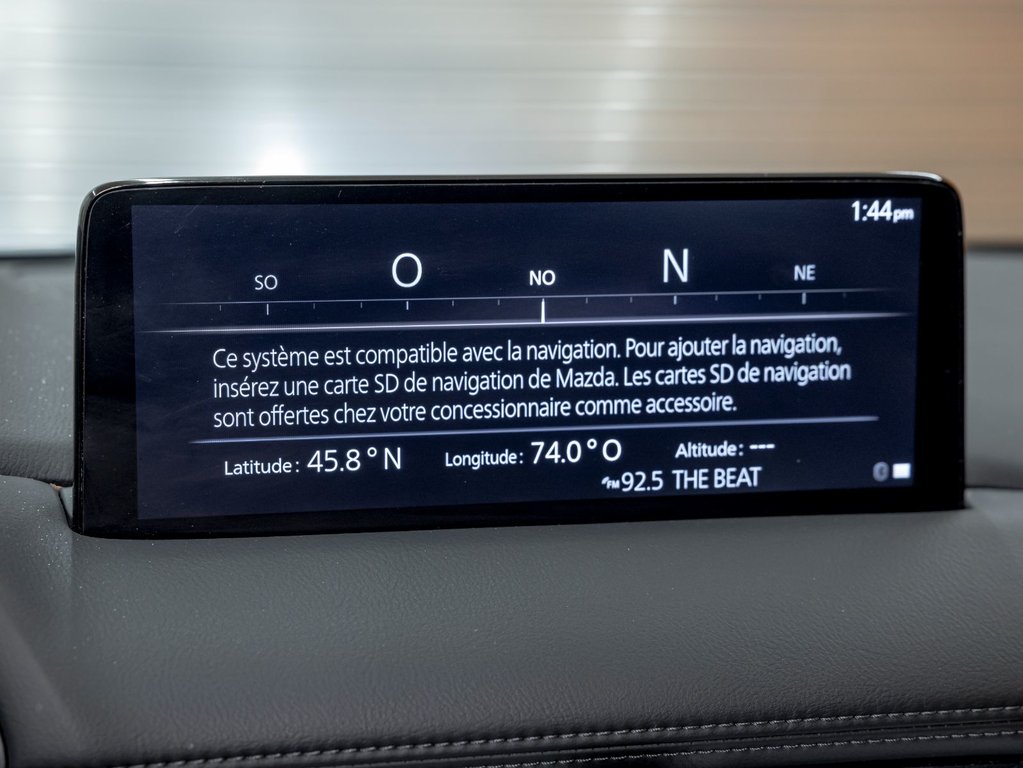 1:44pm
SO O NO N NE
Ce système est compatible avec la navigation. Pour ajouter la navigation,
insérez une carte SD de navigation de Mazda. Les cartes SD de navigation
sont offertes chez votre concessionnaire comme accessoire.
Latitude: 45.8° N Longitude: 74.0° O Altitude: ---
FM 92.5 THE BEAT